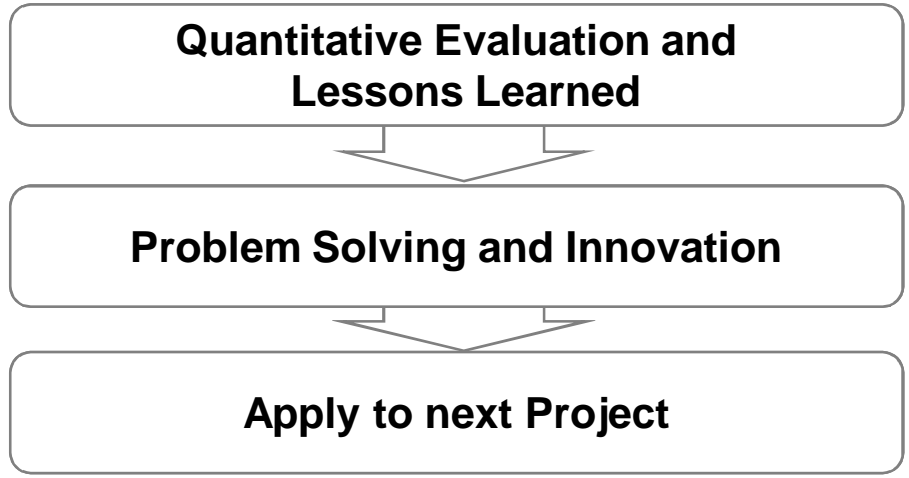 Quantitative Evaluation and
Lessons Learned
Problem Solving and Innovation
Apply to next Project